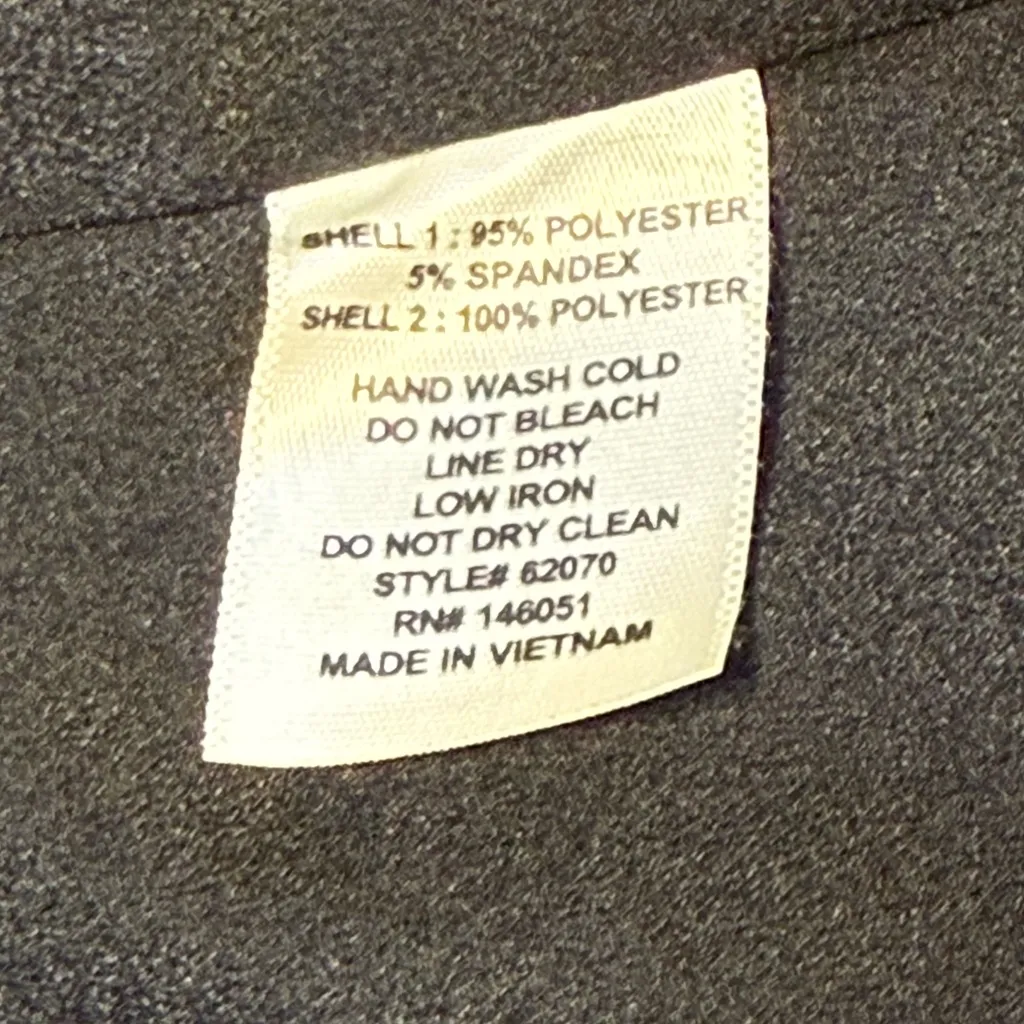 SHELL 1 : 95% POLYESTER
5% SPANDEX
SHELL 2 : 100% POLYESTER
HAND WASH COLD
DO NOT BLEACH
LINE DRY
LOW IRON
DO NOT DRY CLEAN
STYLE# 62070
RN# 146051
MADE IN VIETNAM